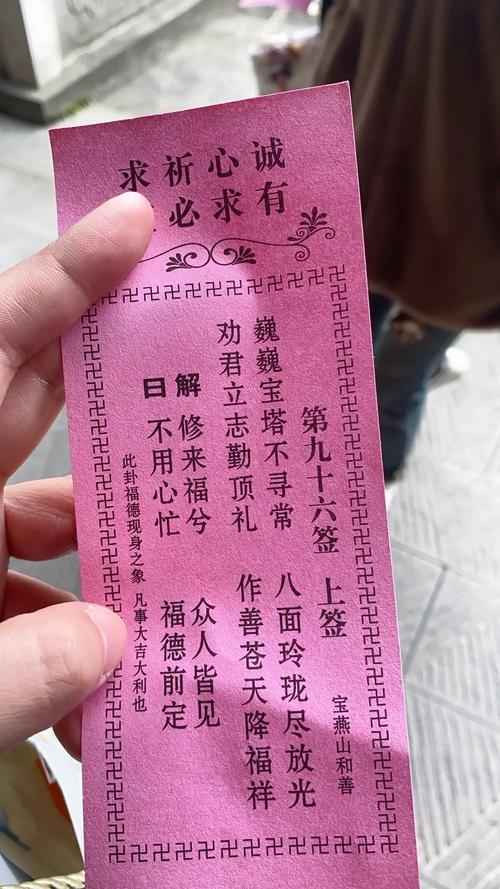 诚心祈求
有求必
第九十六签 上签
宝燕山和善
巍巍宝塔不寻常 八面玲珑尽放光
劝君立志勤顶礼 作善苍天降福祥
解曰
修来福兮 众人皆见
不用心忙 福德前定
此卦福德现身之象 凡事大吉大利也